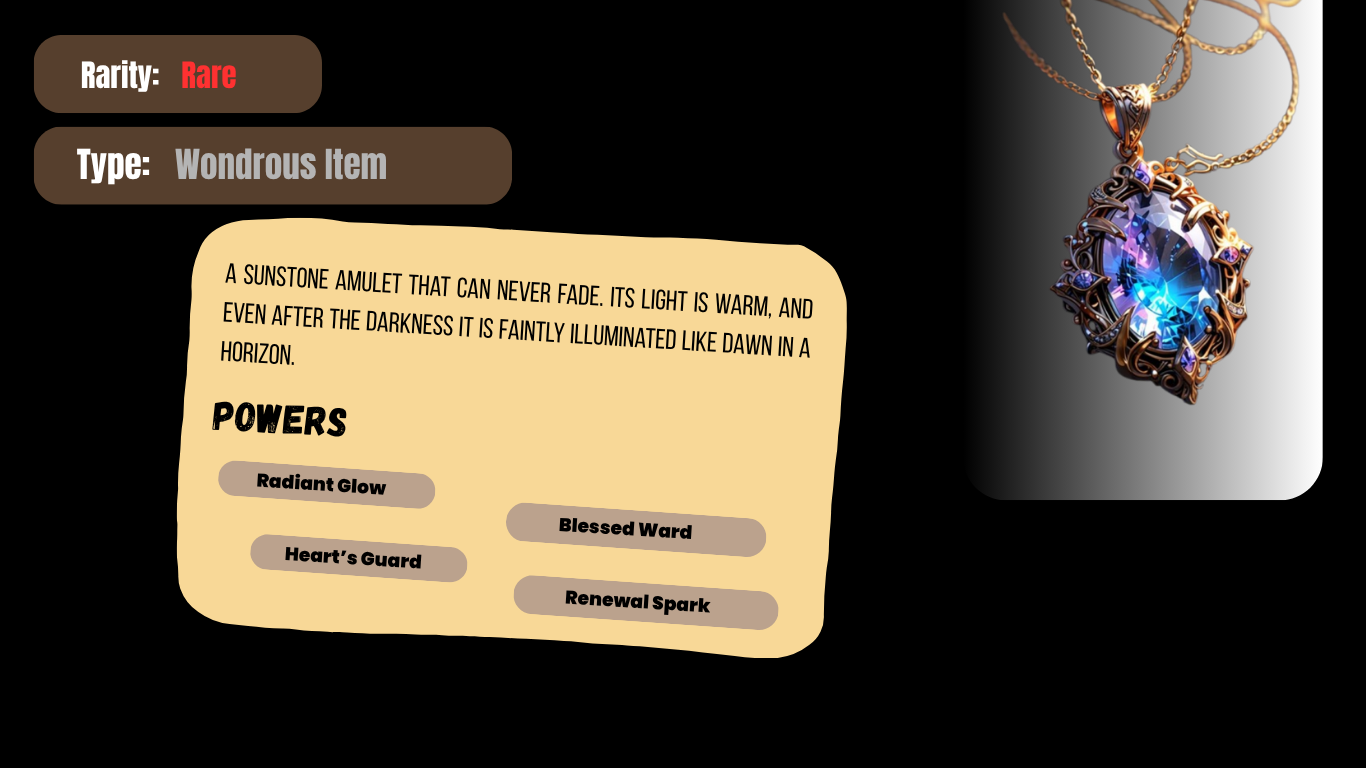 Rarity: Rare
Type: Wondrous Item
A SUNSTONE AMULET THAT CAN NEVER FADE. ITS LIGHT IS WARM, AND
EVEN AFTER THE DARKNESS IT IS FAINTLY ILLUMINATED LIKE DAWN IN A
HORIZON.
POWERS
Radiant Glow
Blessed Ward
Heart's Guard
Renewal Spark